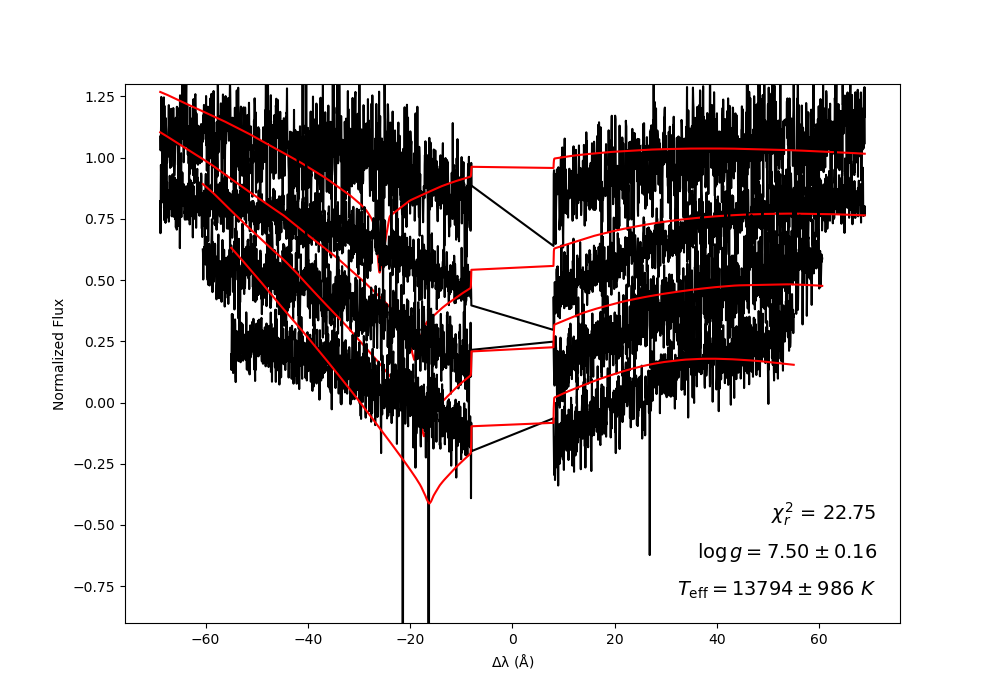 1.25
1.00
0.75
0.50
0.25
0.00
−0.25
−0.50
−0.75
Normalized Flux
χ²ᵣ = 22.75
log g = 7.50 ± 0.16
T_eff = 13794 ± 986 K
−60 −40 −20 0 20 40 60
Δλ (Å)